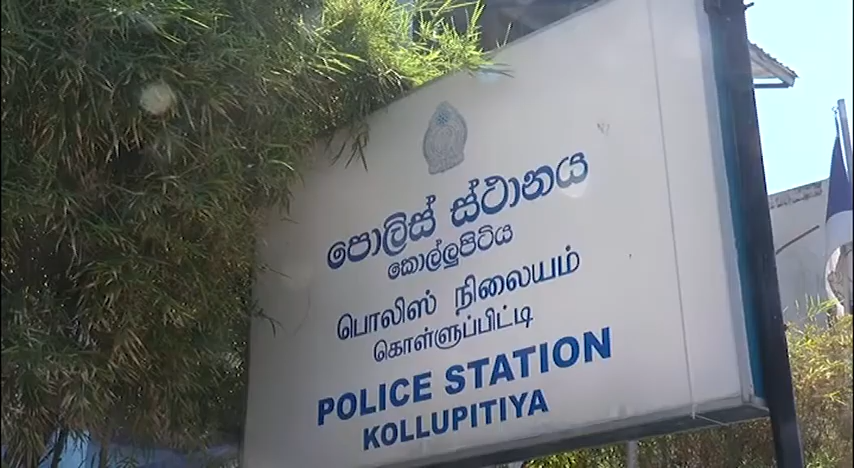 පොලිස් ස්ථානය
කොල්ලුපිටිය
பொலிஸ் நிலையம்
கொள்ளுப்பிட்டி
POLICE STATION
KOLLUPITIYA